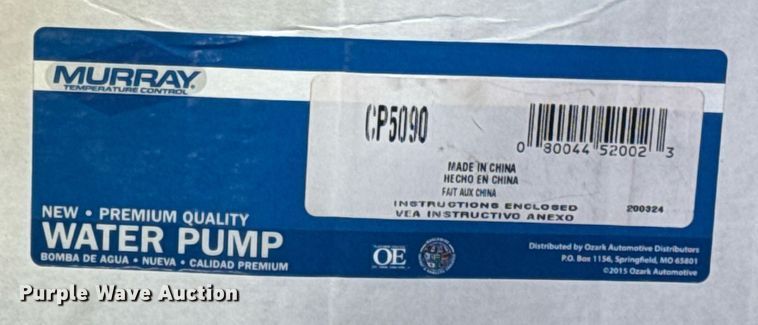 MURRAY
TEMPERATURE CONTROL
CP5090
0 80044 52002 3
MADE IN CHINA
HECHO EN CHINA
FAIT AUX CHINA
INSTRUCTIONS ENCLOSED
VEA INSTRUCTIVO ANEXO
200324
NEW • PREMIUM QUALITY
WATER PUMP
BOMBA DE AGUA • NUEVA • CALIDAD PREMIUM
OE
Distributed by Ozark Automotive Distributors
P.O. Box 1156, Springfield, MO 65801
©2015 Ozark Automotive
Purple Wave Auction